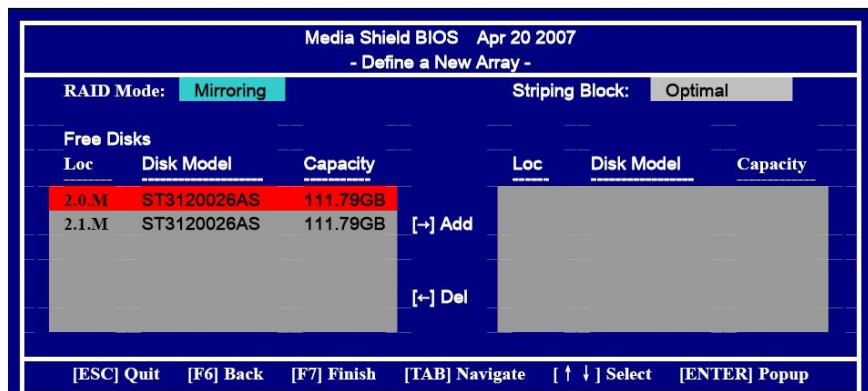 Media Shield BIOS Apr 20 2007
- Define a New Array -
RAID Mode: Mirroring Striping Block: Optimal
Free Disks
Loc Disk Model Capacity Loc Disk Model Capacity
2.0.M ST3120026AS 111.79GB
2.1.M ST3120026AS 111.79GB [→] Add
[←] Del
[ESC] Quit [F6] Back [F7] Finish [TAB] Navigate [ ↑ ↓ ] Select [ENTER] Popup